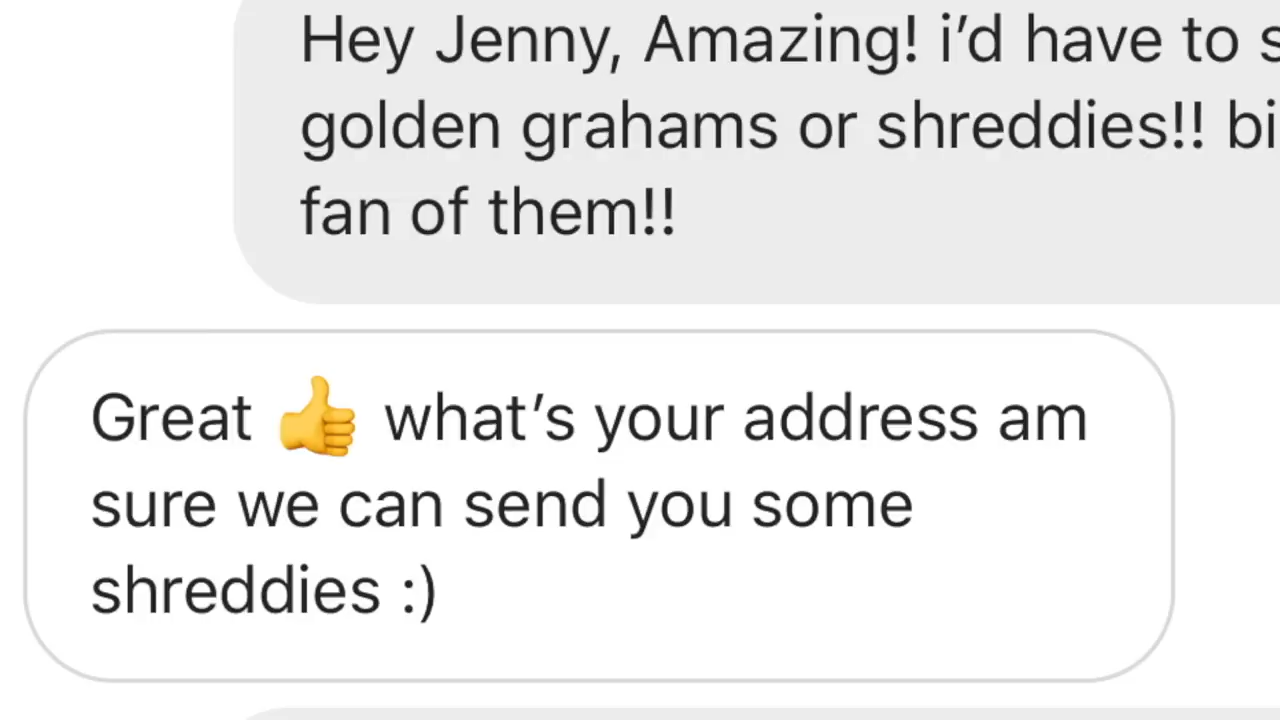 Hey Jenny, Amazing! i’d have to
golden grahams or shreddies!!
fan of them!!
Great 👍 what’s your address am
sure we can send you some
shreddies :)